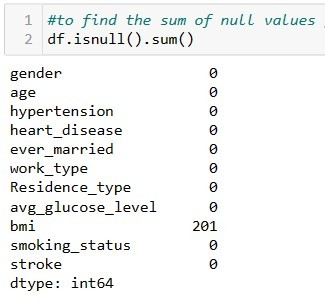 1 #to find the sum of null values
2 df.isnull().sum()
gender 0
age 0
hypertension 0
heart_disease 0
ever_married 0
work_type 0
Residence_type 0
avg_glucose_level 0
bmi 201
smoking_status 0
stroke 0
dtype: int64